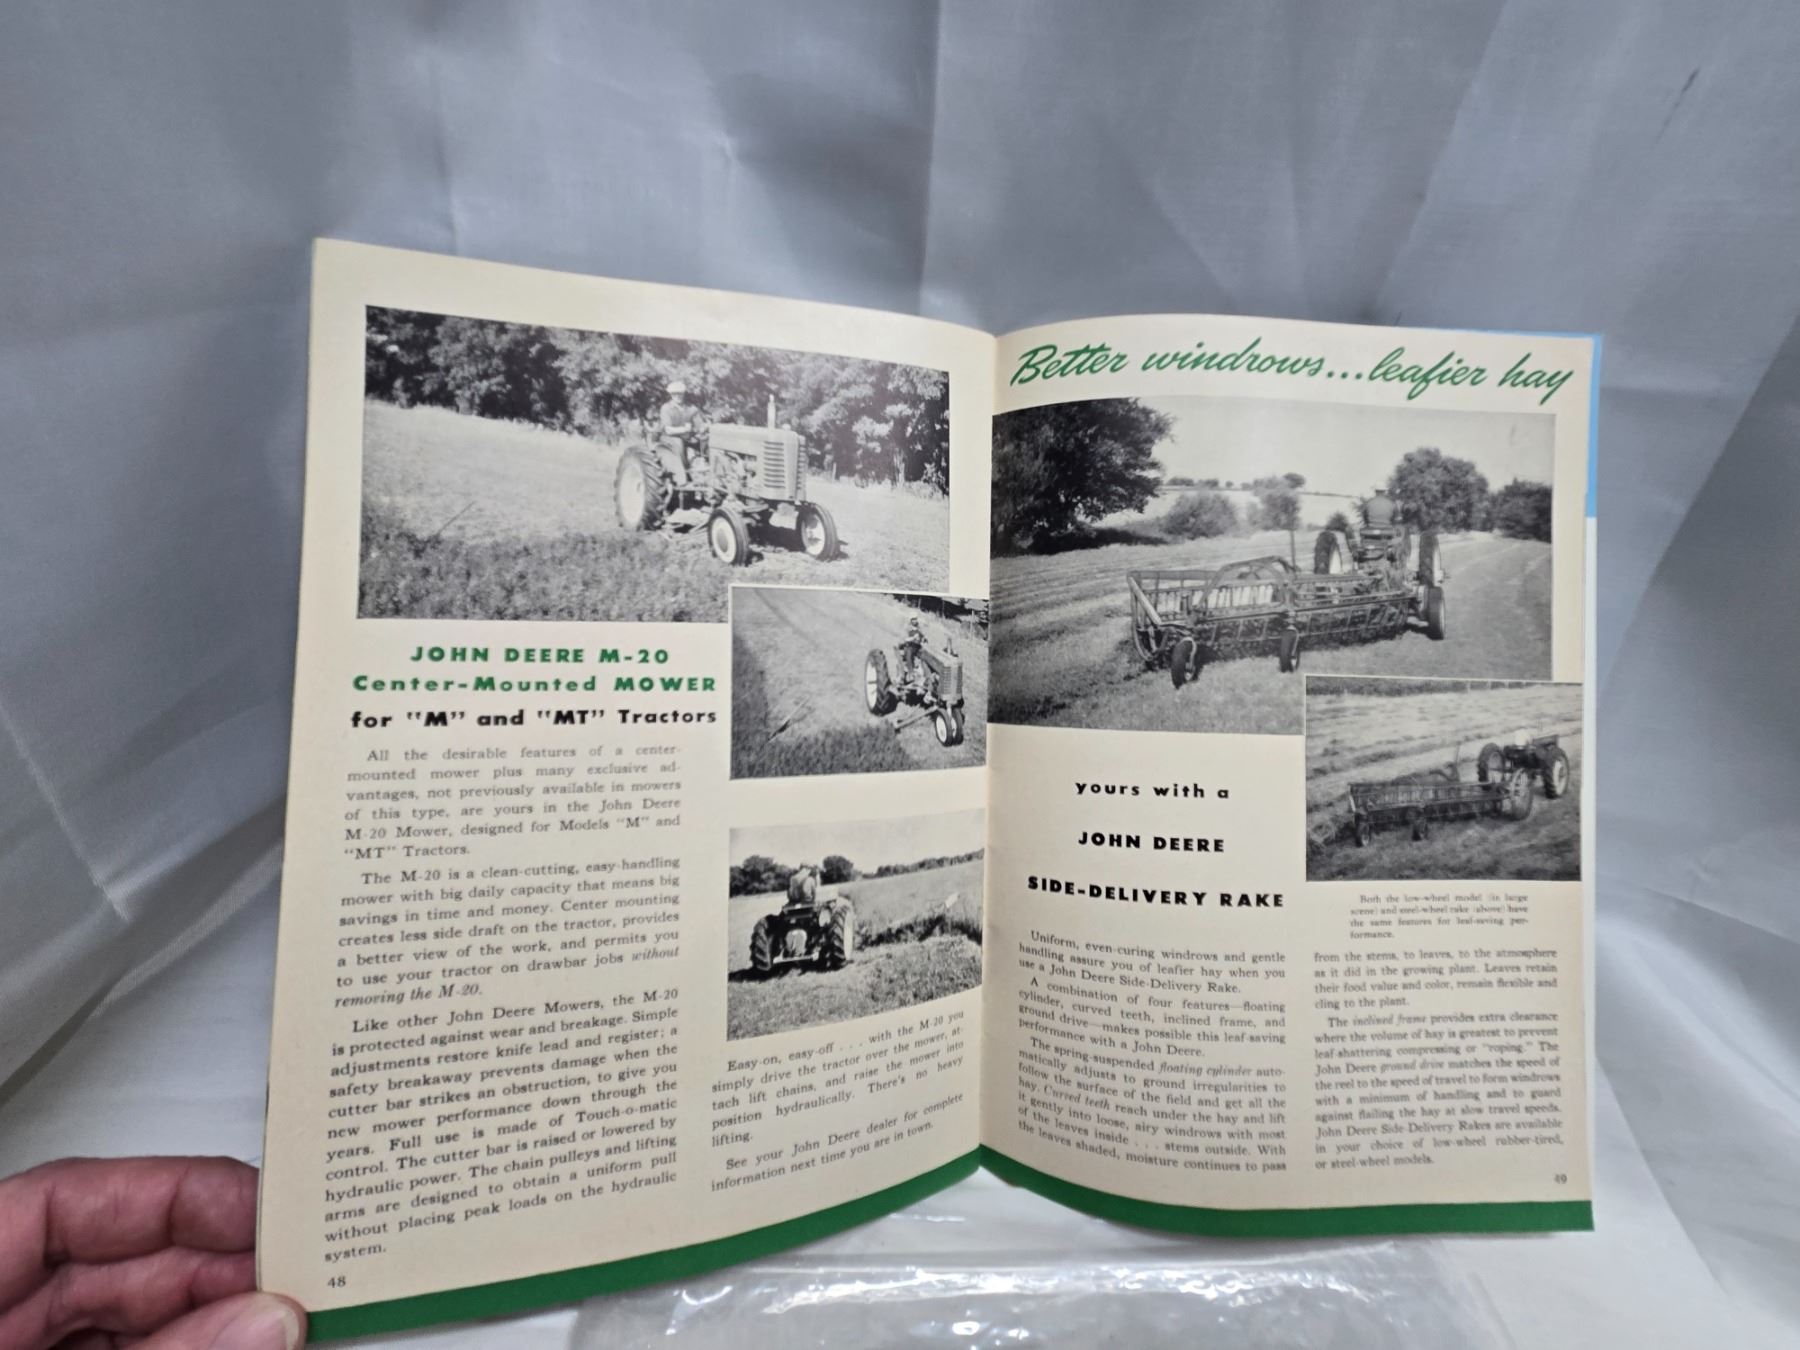 JOHN DEERE M-20
Center-Mounted MOWER
for "M" and "MT" Tractors
All the desirable features of a center-
mounted mower plus many exclusive ad-
vantages, not previously available in mowers
of this type, are yours in the John Deere
M-20 Mower, designed for Models "M" and
"MT" Tractors.
The M-20 is a clean-cutting, easy-handling
mower with big daily capacity that means big
savings in time and money. Center mounting
creates less side draft on the tractor, provides
a better view of the work, and permits you
to use your tractor on drawbar jobs without
removing the M-20.
Like other John Deere Mowers, the M-20
is protected against wear and breakage. Simple
adjustments restore knife lead and register; a
safety breakaway prevents damage when the
cutter bar strikes an obstruction, to give you
new mower performance down through the
years. Full use is made of Touch-o-matic
control. The cutter bar is raised or lowered by
hydraulic power. The chain pulleys and lifting
arms are designed to obtain a uniform pull
without placing peak loads on the hydraulic
system.
48
Easy-on, easy-off . . . with the M-20 you
simply drive the tractor over the mower, at-
tach lift chains, and raise the mower into
position hydraulically. There's no heavy
lifting.
See your John Deere dealer for complete
information next time you are in town.
Better windrows...leafier hay
yours with a
JOHN DEERE
SIDE-DELIVERY RAKE
Both the low-wheel model (in large
scene) and steel-wheel rake (above) have
the same features for leaf-saving per-
formance.
Uniform, even-curing windrows and gentle
handling assure you of leafier hay when you
use a John Deere Side-Delivery Rake.
A combination of four features—floating
cylinder, curved teeth, inclined frame, and
ground drive—makes possible this leaf-saving
performance with a John Deere.
The spring-suspended floating cylinder auto-
matically adjusts to ground irregularities to
follow the surface of the field and get all the
hay. Curved teeth reach under the hay and lift
it gently into loose, airy windrows with most
of the leaves inside . . . stems outside. With
the leaves shaded, moisture continues to pass
from the stems, to leaves, to the atmosphere
as it did in the growing plant. Leaves retain
their food value and color, remain flexible and
cling to the plant.
The inclined frame provides extra clearance
where the volume of hay is greatest to prevent
leaf-shattering compressing or "roping." The
John Deere ground drive matches the speed of
the reel to the speed of travel to form windrows
with a minimum of handling and to guard
against flailing the hay at slow travel speeds.
John Deere Side-Delivery Rakes are available
in your choice of low-wheel rubber-tired,
or steel-wheel models.
49